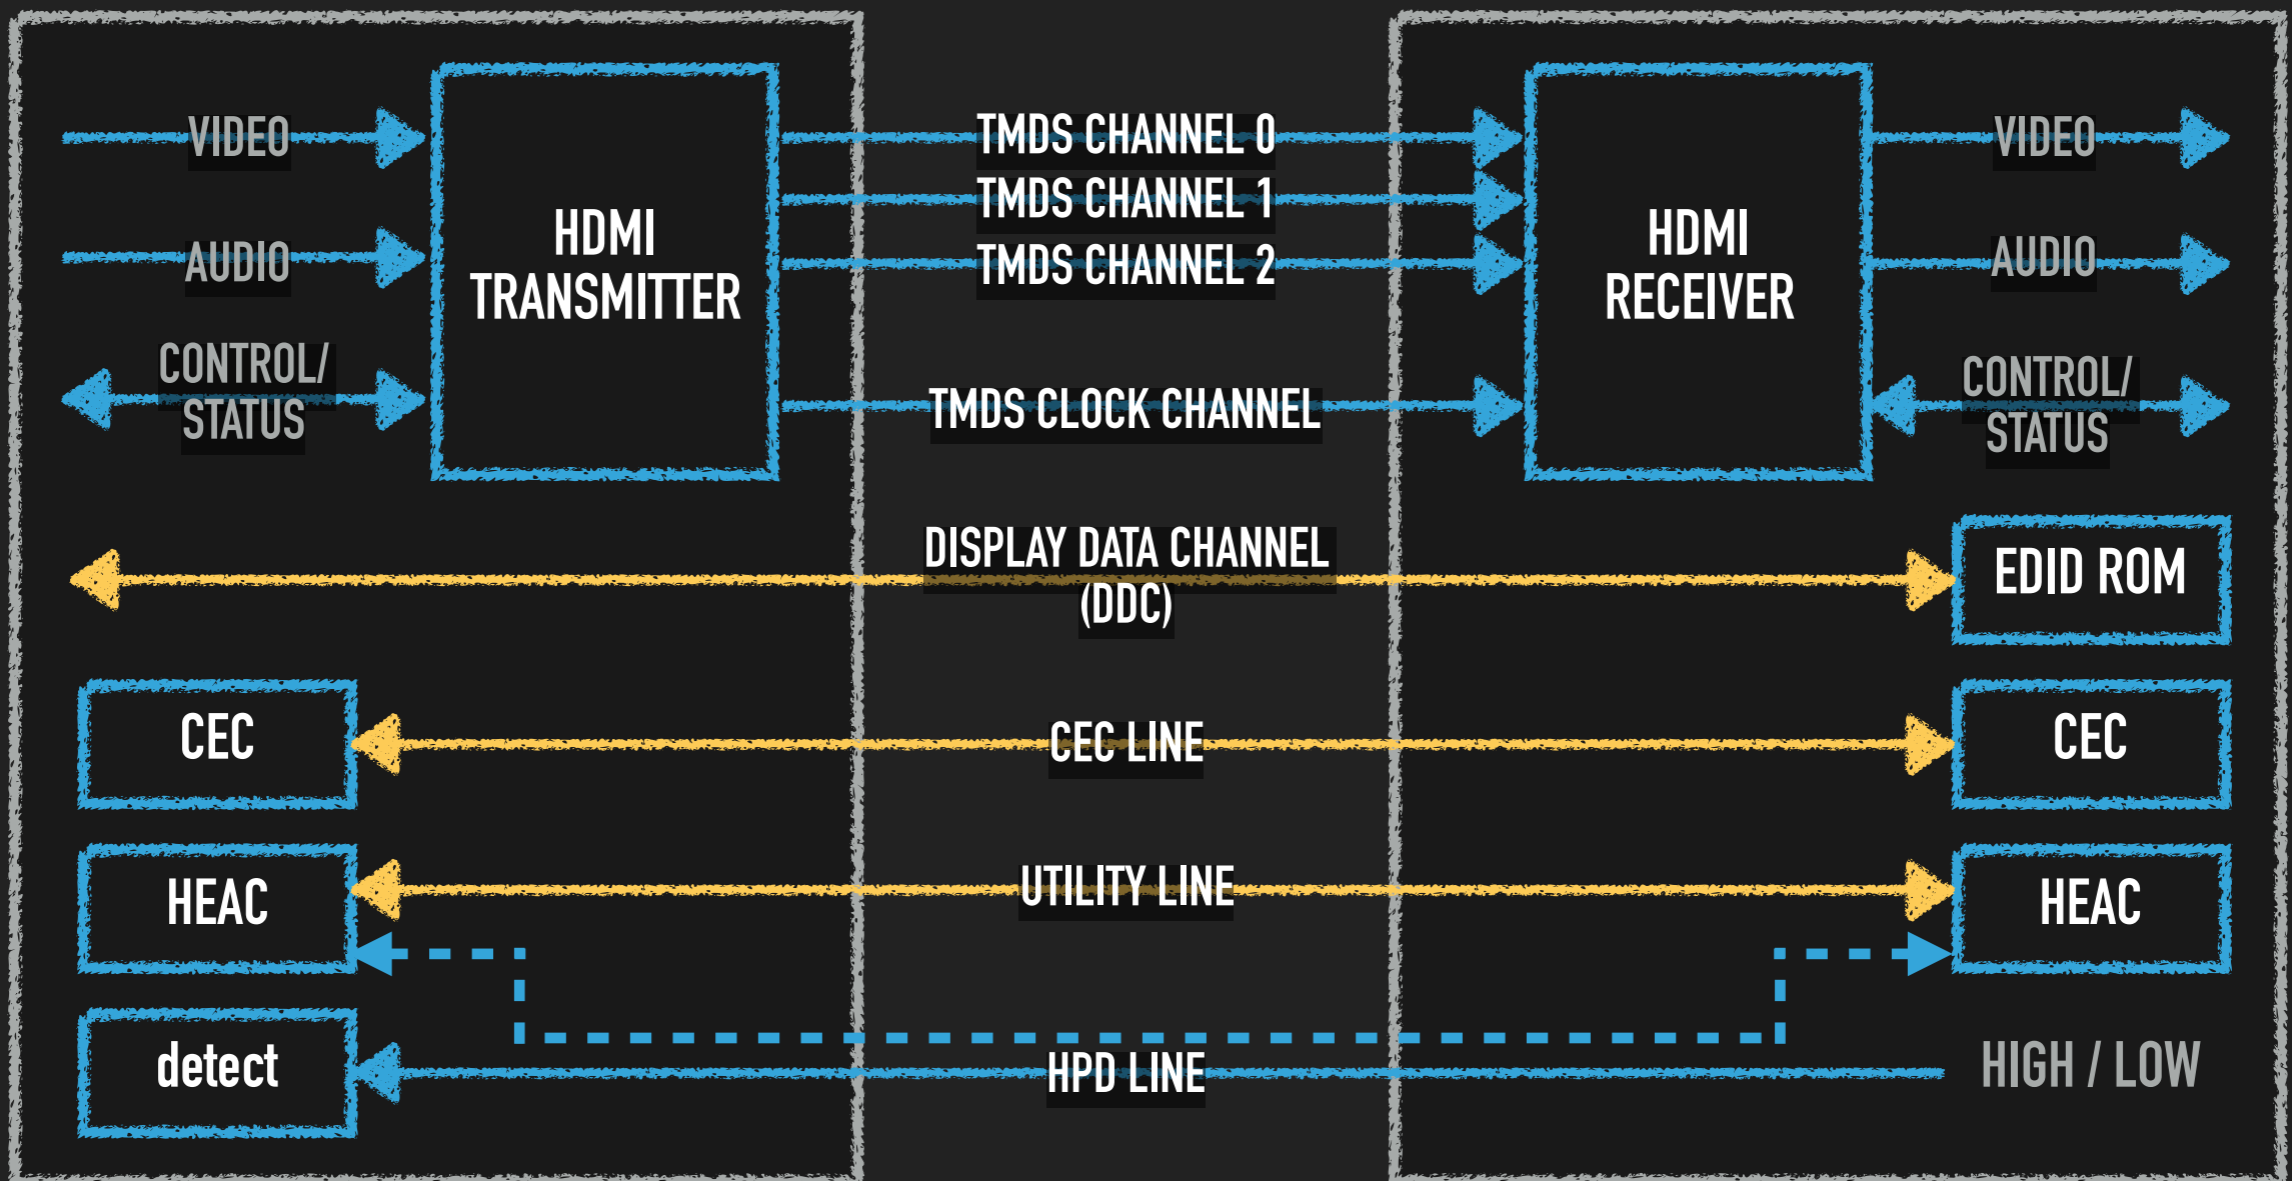 VIDEO
AUDIO
CONTROL/
STATUS
HDMI
TRANSMITTER
TMDS CHANNEL 0
TMDS CHANNEL 1
TMDS CHANNEL 2
TMDS CLOCK CHANNEL
HDMI
RECEIVER
VIDEO
AUDIO
CONTROL/
STATUS
DISPLAY DATA CHANNEL
(DDC)
EDID ROM
CEC
CEC LINE
CEC
HEAC
UTILITY LINE
HEAC
detect
HPD LINE
HIGH / LOW